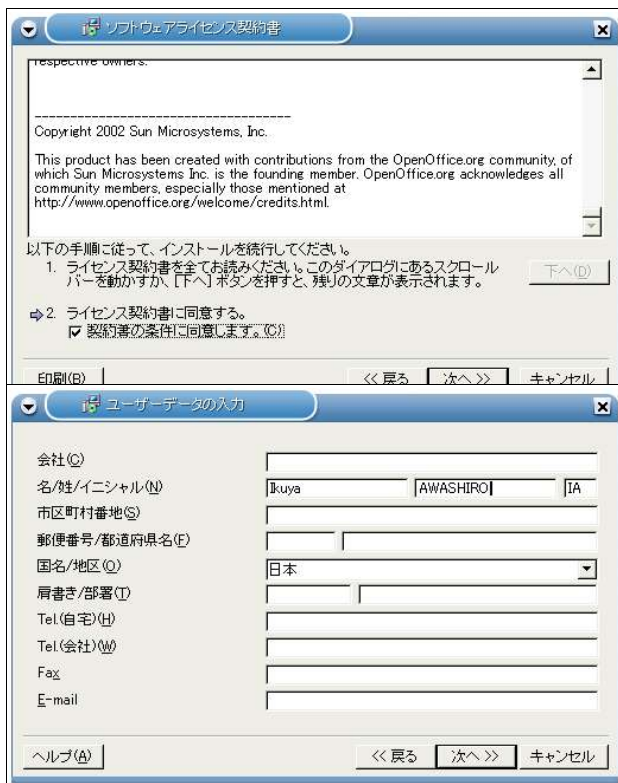 ソフトウェアライセンス契約書
respective owners.
------------------------------------
Copyright 2002 Sun Microsystems, Inc.
This product has been created with contributions from the OpenOffice.org community, of
which Sun Microsystems Inc. is the founding member. OpenOffice.org acknowledges all
community members, especially those mentioned at
http://www.openoffice.org/welcome/credits.html.
以下の手順に従って、インストールを続行してください。
1. ライセンス契約書を全てお読みください。このダイアログにあるスクロール
バーを動かすか、[下へ] ボタンを押すと、残りの文章が表示されます。
下へ(D)
2. ライセンス契約書に同意する。
契約書の条件に同意します。(C)
印刷(B) << 戻る 次へ >> キャンセル
ユーザーデータの入力
会社(C)
名/姓/イニシャル(N) Ikuya AWASHIRO IA
市区町村番地(S)
郵便番号/都道府県名(F)
国名/地区(O) 日本
肩書き/部署(T)
Tel.(自宅)(H)
Tel.(会社)(W)
Fax
E-mail
ヘルプ(A) << 戻る 次へ >> キャンセル